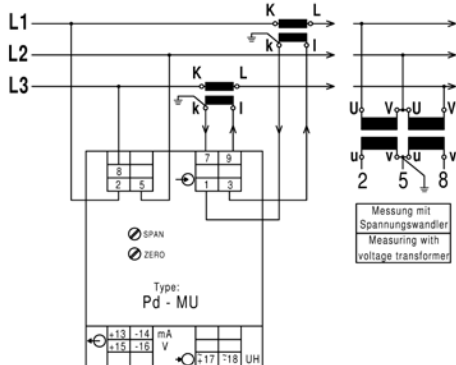 L1 K L
k l
L2
L3 K L
k l
U V U V
u v u v
2 5 8
7 9
8
2 5 1 3
SPAN
ZERO
Type:
Pd - MU
+13 -14 mA
+15 -16 V
+17 -18 UH
Messung mit
Spannungswandler
Measuring with
voltage transformer